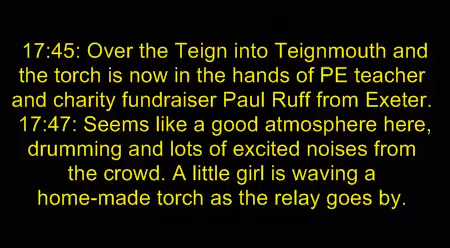 17:45: Over the Teign into Teignmouth and
the torch is now in the hands of PE teacher
and charity fundraiser Paul Ruff from Exeter.
17:47: Seems like a good atmosphere here,
drumming and lots of excited noises from
the crowd. A little girl is waving a
home-made torch as the relay goes by.